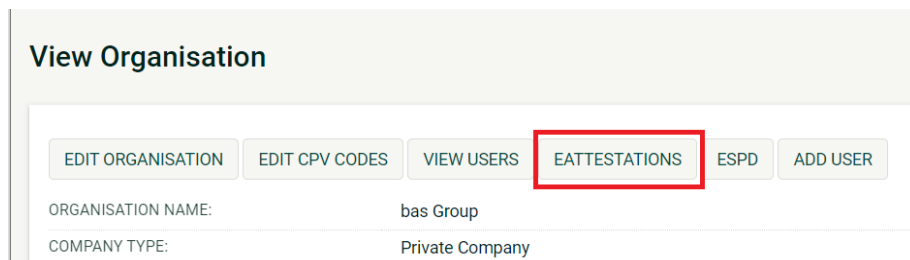 View Organisation
EDIT ORGANISATION EDIT CPV CODES VIEW USERS EATTESTATIONS ESPD ADD USER
ORGANISATION NAME: bas Group
COMPANY TYPE: Private Company